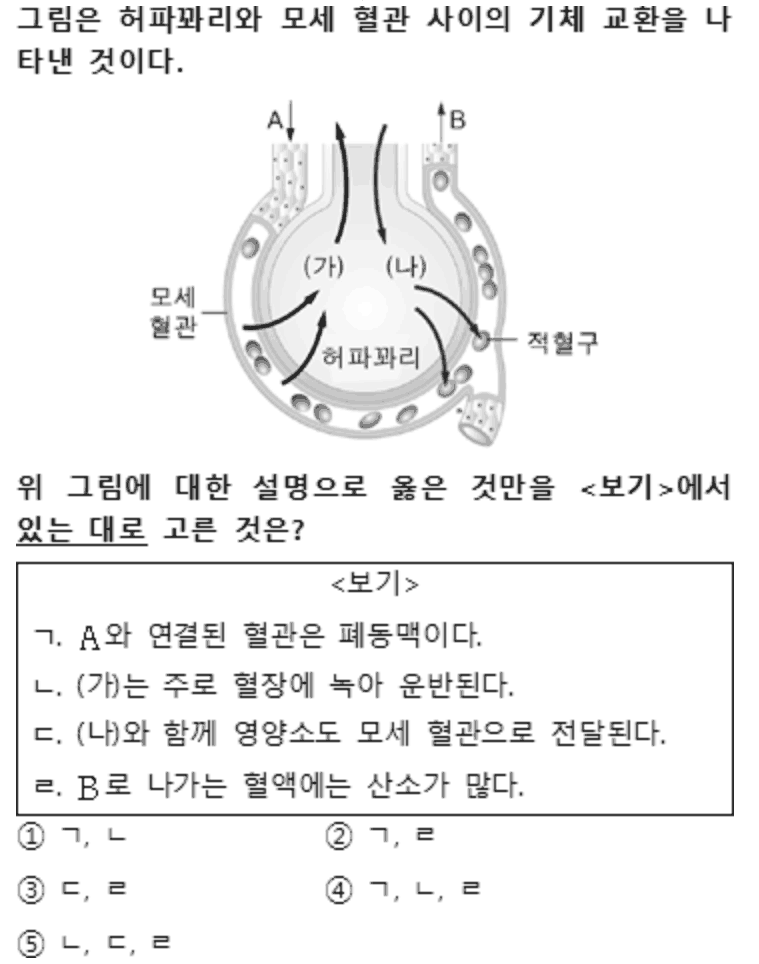 그림은 허파꽈리와 모세 혈관 사이의 기체 교환을 나
타낸 것이다.
A
B
(가) (나)
모세
혈관
적혈구
허파꽈리
위 그림에 대한 설명으로 옳은 것만을 <보기>에서
있는 대로 고른 것은?
<보기>
ㄱ. A와 연결된 혈관은 폐동맥이다.
ㄴ. (가)는 주로 혈장에 녹아 운반된다.
ㄷ. (나)와 함께 영양소도 모세 혈관으로 전달된다.
ㄹ. B로 나가는 혈액에는 산소가 많다.
① ㄱ, ㄴ ② ㄱ, ㄹ
③ ㄷ, ㄹ ④ ㄱ, ㄴ, ㄹ
⑤ ㄴ, ㄷ, ㄹ